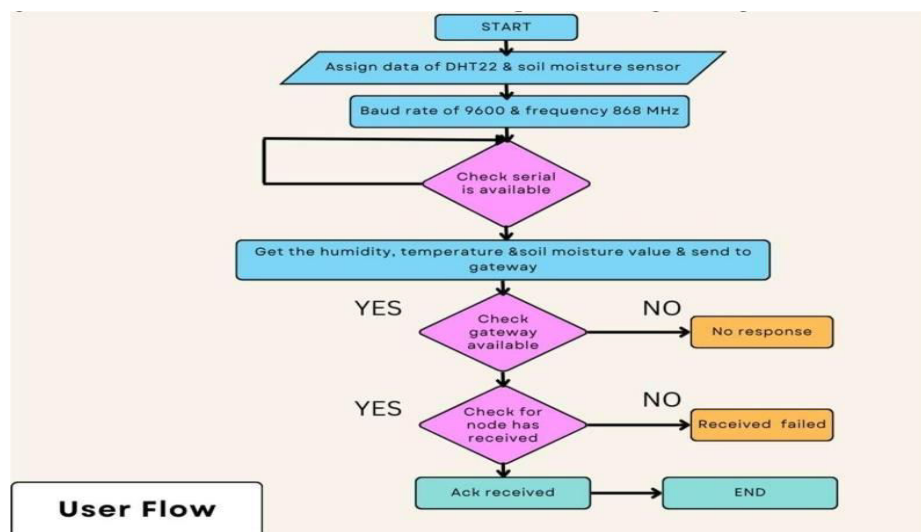 START
Assign data of DHT22 & soil moisture sensor
Baud rate of 9600 & frequency 868 MHz
Check serial
is available
Get the humidity, temperature &soil moisture value & send to
gateway
YES
NO
Check
gateway
available
No response
YES
NO
Check for
node has
received
Received failed
Ack received
END
User Flow